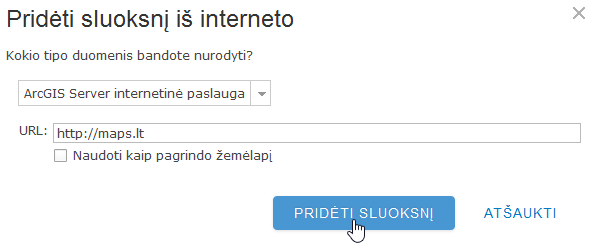 Pridėti sluoksnį iš interneto
Kokio tipo duomenis bandote nurodyti?
ArcGIS Server internetinė paslauga
URL: http://maps.lt
Naudoti kaip pagrindo žemėlapį
PRIDĖTI SLUOKSNĮ ATŠAUKTI